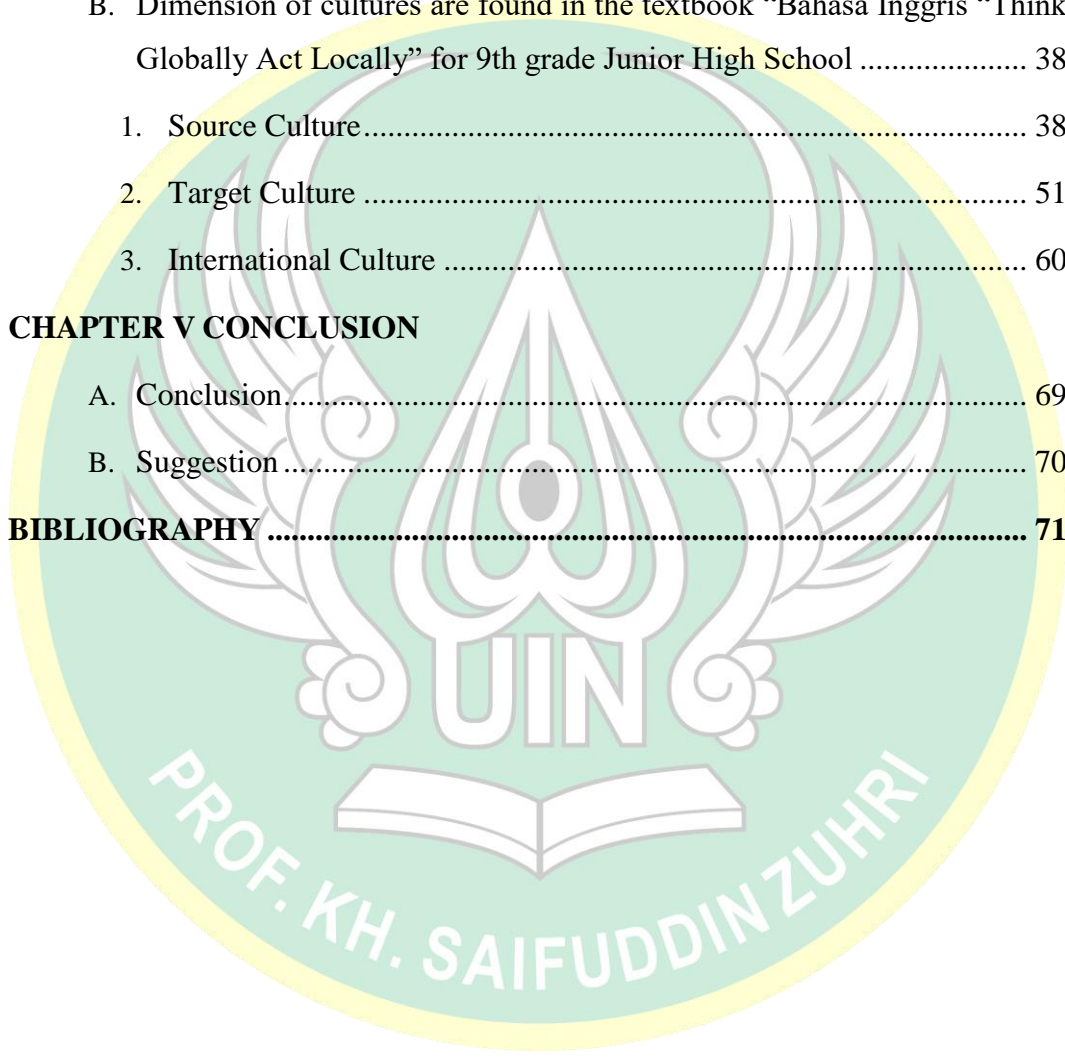 B. Dimension of cultures are found in the textbook “Bahasa Inggris “Think
Globally Act Locally” for 9th grade Junior High School ..................... 38
1. Source Culture ................................................................................... 38
2. Target Culture ................................................................................... 51
3. International Culture ......................................................................... 60
CHAPTER V CONCLUSION
A. Conclusion ............................................................................................. 69
B. Suggestion ............................................................................................. 70
BIBLIOGRAPHY ............................................................................................... 71
UIN
PROF. KH. SAIFUDDIN ZUHRI